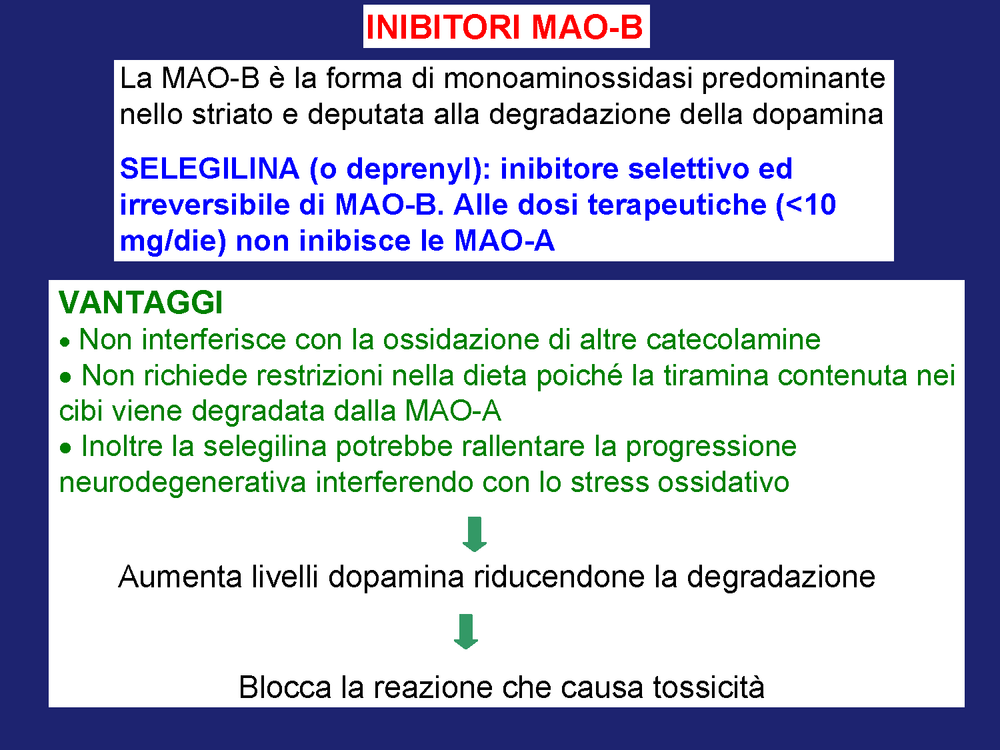 INIBITORI MAO-B
La MAO-B è la forma di monoaminossidasi predominante
nello striato e deputata alla degradazione della dopamina
SELEGILINA (o deprenyl): inibitore selettivo ed
irreversibile di MAO-B. Alle dosi terapeutiche (<10
mg/die) non inibisce le MAO-A
VANTAGGI
• Non interferisce con la ossidazione di altre catecolamine
• Non richiede restrizioni nella dieta poiché la tiramina contenuta nei
cibi viene degradata dalla MAO-A
• Inoltre la selegilina potrebbe rallentare la progressione
neurodegenerativa interferendo con lo stress ossidativo
Aumenta livelli dopamina riducendone la degradazione
Blocca la reazione che causa tossicità